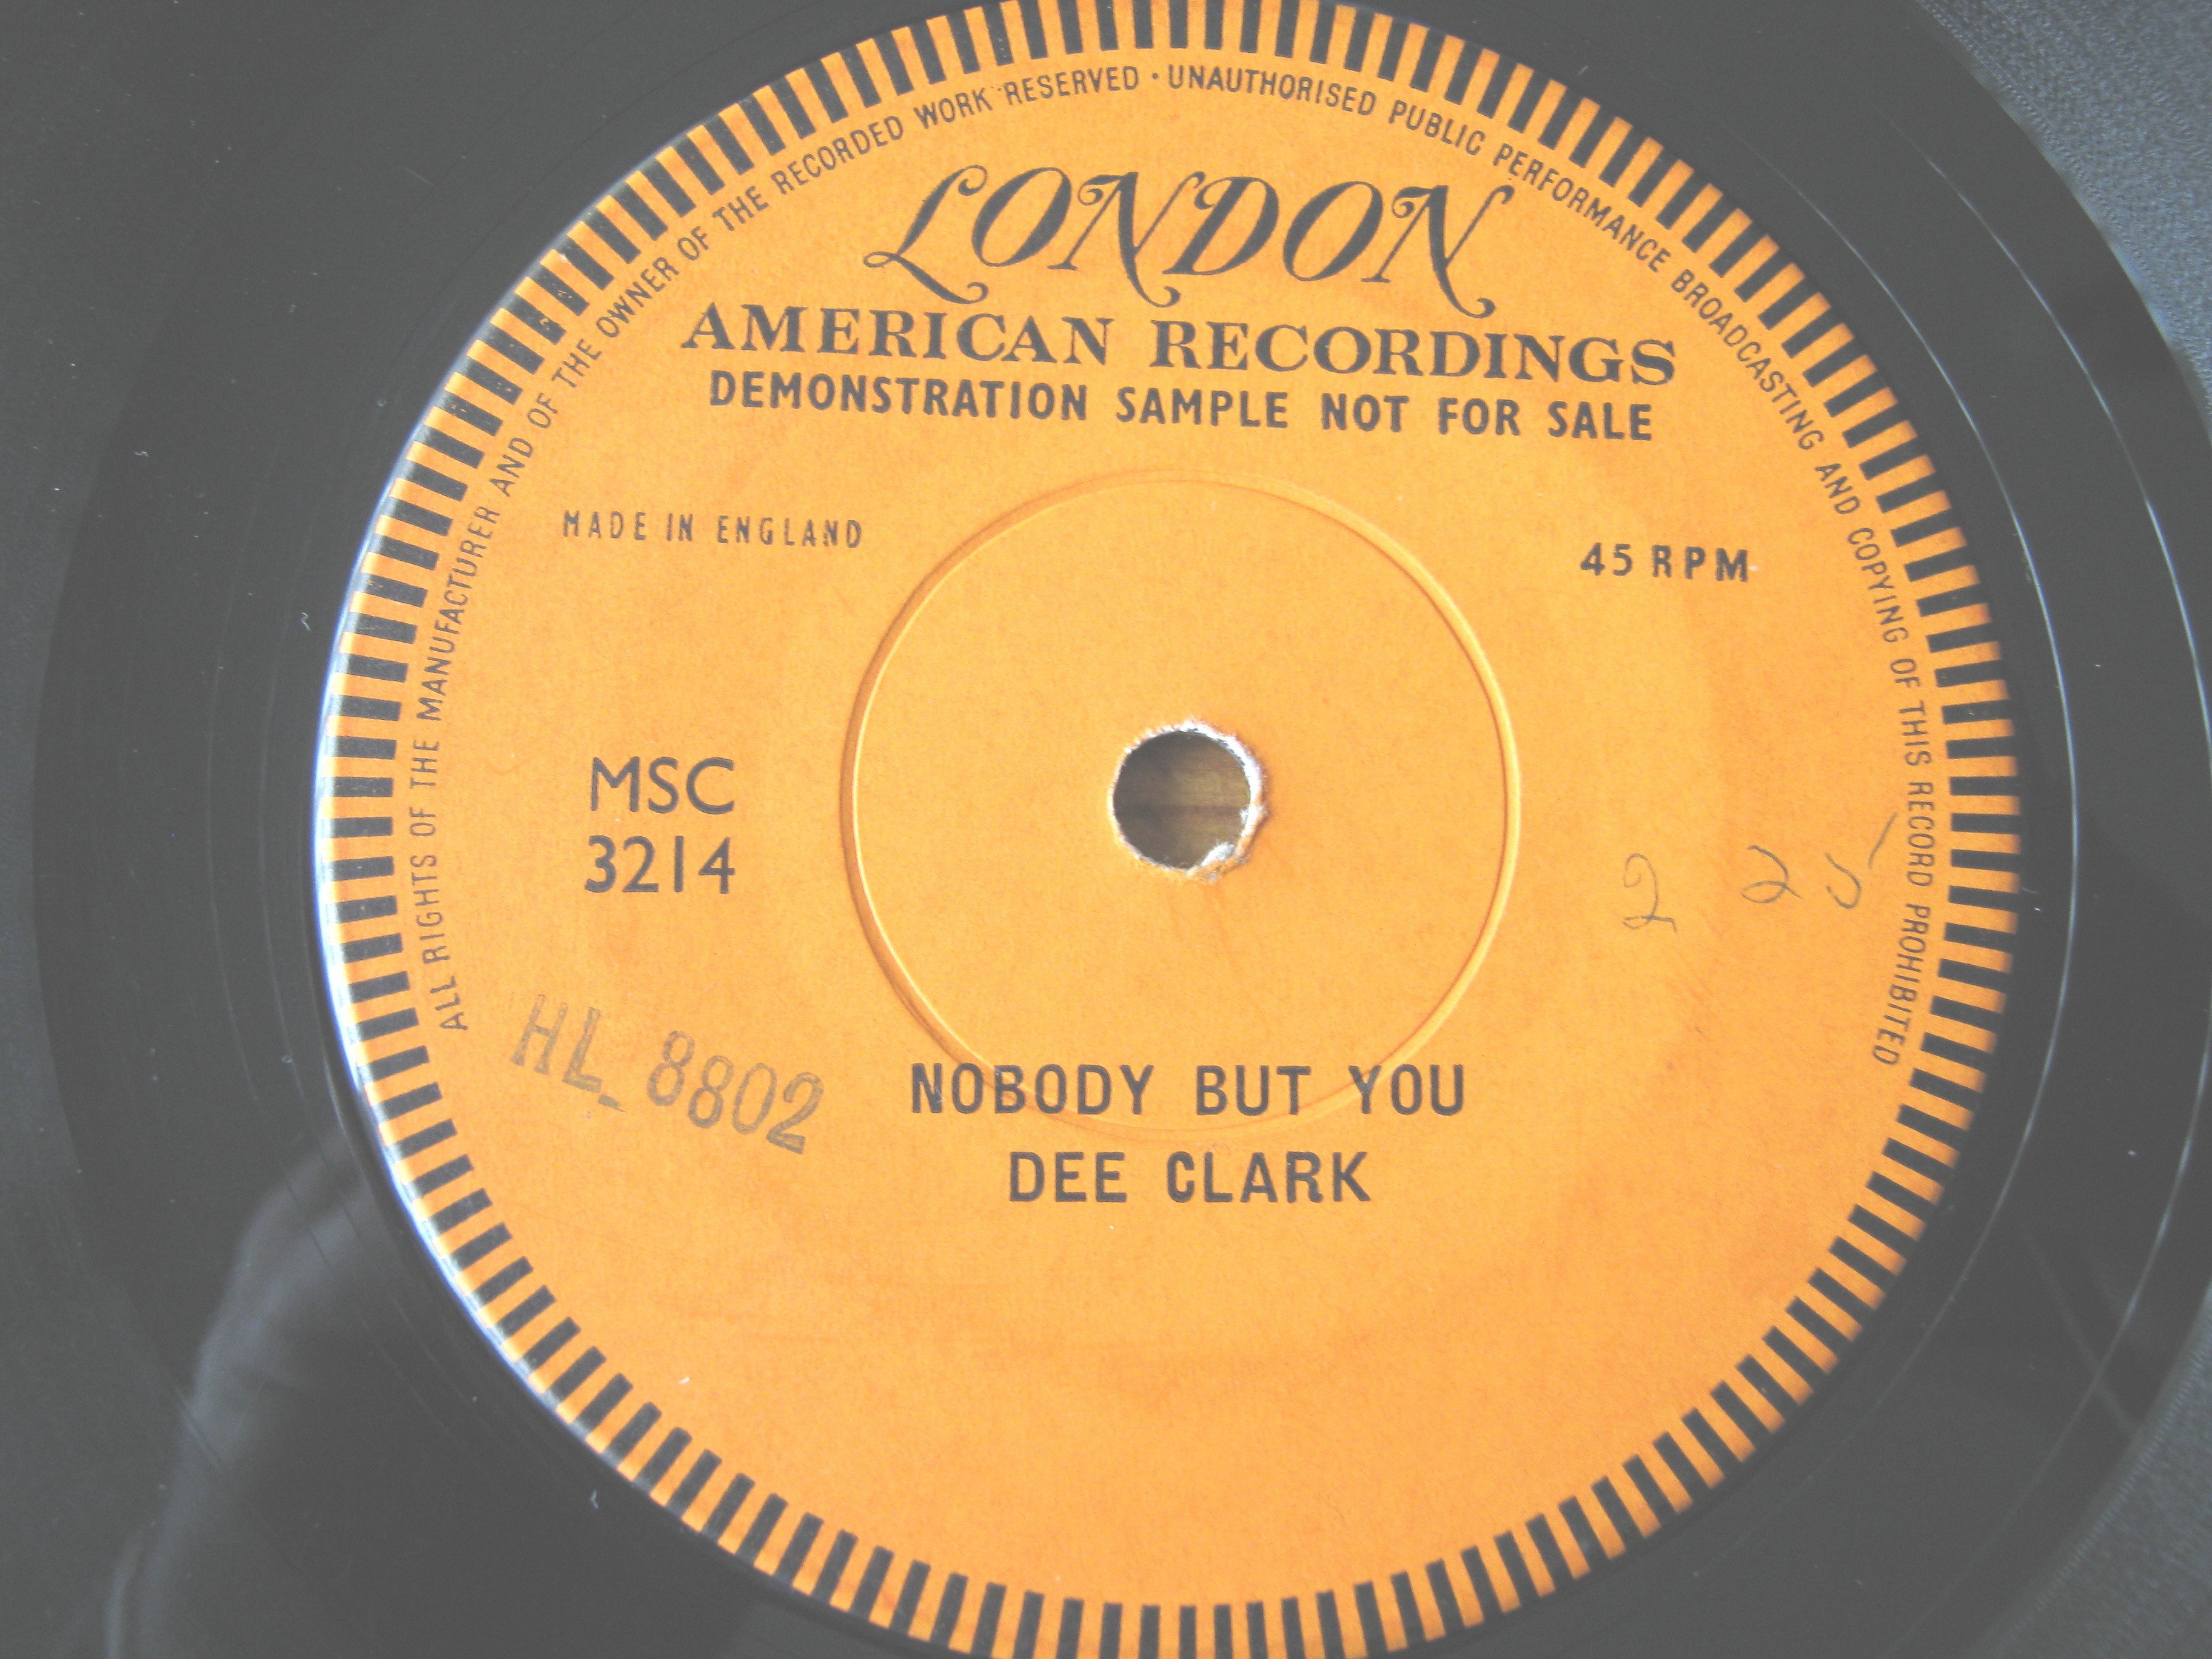 ALL RIGHTS OF THE MANUFACTURER AND OF THE OWNER OF THE RECORDED WORK RESERVED · UNAUTHORISED PUBLIC PERFORMANCE BROADCASTING AND COPYING OF THIS RECORD PROHIBITED
LONDON
AMERICAN RECORDINGS
DEMONSTRATION SAMPLE NOT FOR SALE
MADE IN ENGLAND
45 RPM
MSC
3214
2 25
HL 8802
NOBODY BUT YOU
DEE CLARK